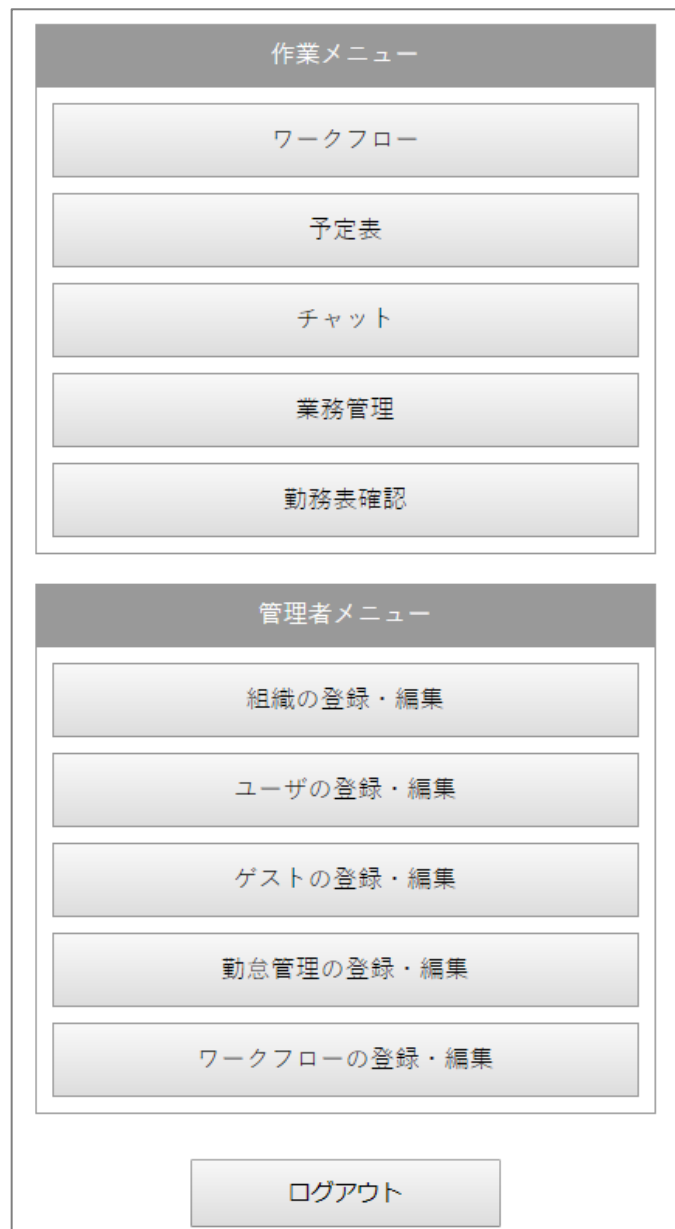 作業メニュー
ワークフロー
予定表
チャット
業務管理
勤務表確認
管理者メニュー
組織の登録・編集
ユーザの登録・編集
ゲストの登録・編集
勤怠管理の登録・編集
ワークフローの登録・編集
ログアウト